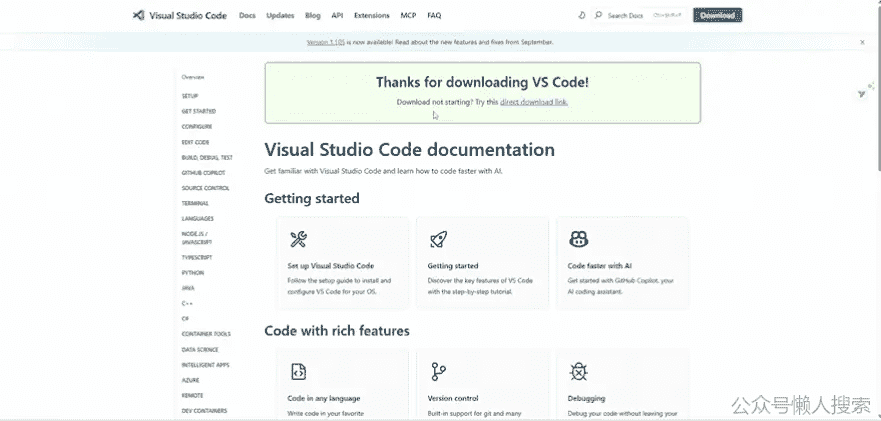 Visual Studio Code
Docs
Updates
Blog
API
Extensions
MCP
FAQ
Search Docs
Download
Version 1.105 is now available! Read about the new features and fixes from September.
Overview
SETUP
GET STARTED
CONFIGURE
EDIT CODE
BUILD, DEBUG, TEST
GITHUB COPILOT
SOURCE CONTROL
TERMINAL
LANGUAGES
NODE.JS /
JAVASCRIPT
TYPESCRIPT
PYTHON
JAVA
C++
C#
CONTAINER TOOLS
DATA SCIENCE
INTELLIGENT APPS
AZURE
REMOTE
DEV CONTAINERS
Thanks for downloading VS Code!
Download not starting? Try this direct download link.
Visual Studio Code documentation
Get familiar with Visual Studio Code and learn how to code faster with AI.
Getting started
Set up Visual Studio Code
Follow the setup guide to install and
configure VS Code for your OS.
Getting started
Discover the key features of VS Code
with the step-by-step tutorial.
Code faster with AI
Get started with GitHub Copilot, your
AI coding assistant.
Code with rich features
Code in any language
Write code in your favorite
Version control
Built-in support for git and many
Debugging
Debug your code without leaving your
公众号懒人搜索